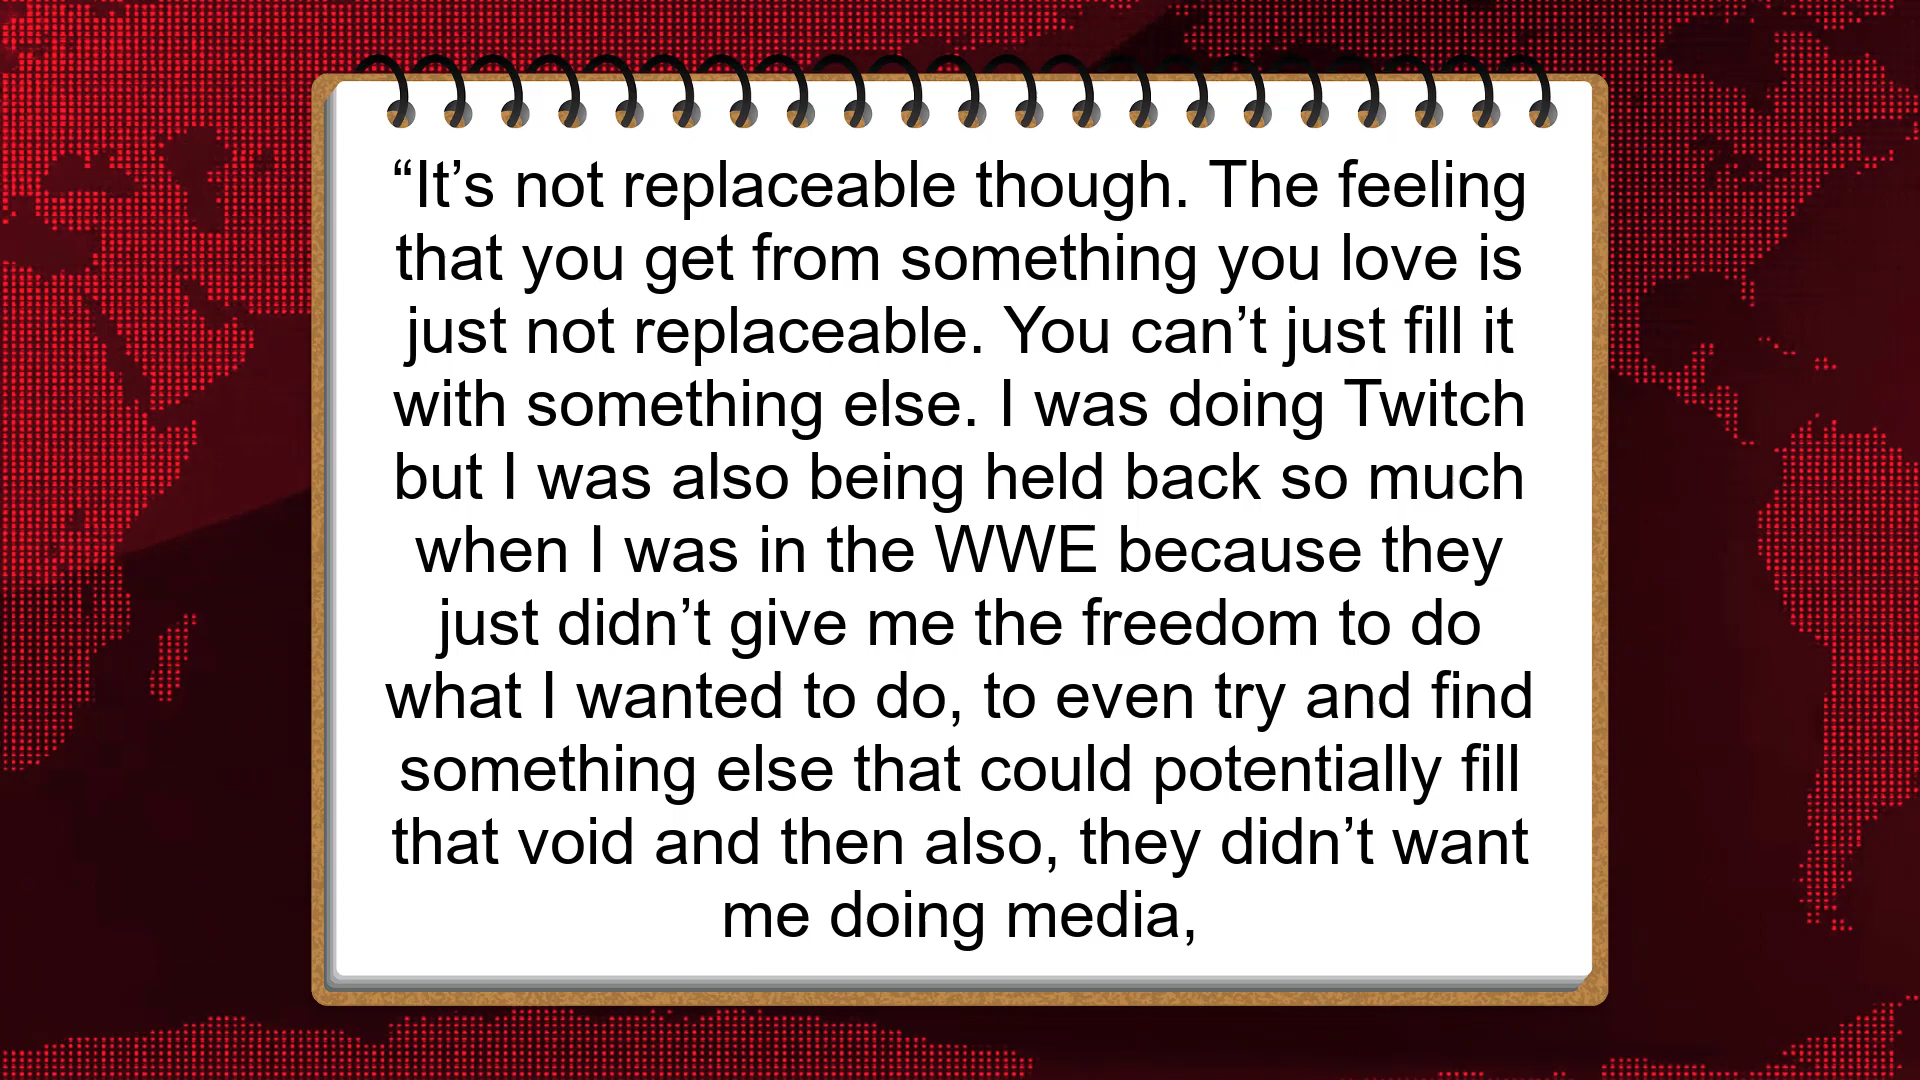 “It’s not replaceable though. The feeling
that you get from something you love is
just not replaceable. You can’t just fill it
with something else. I was doing Twitch
but I was also being held back so much
when I was in the WWE because they
just didn’t give me the freedom to do
what I wanted to do, to even try and find
something else that could potentially fill
that void and then also, they didn’t want
me doing media,